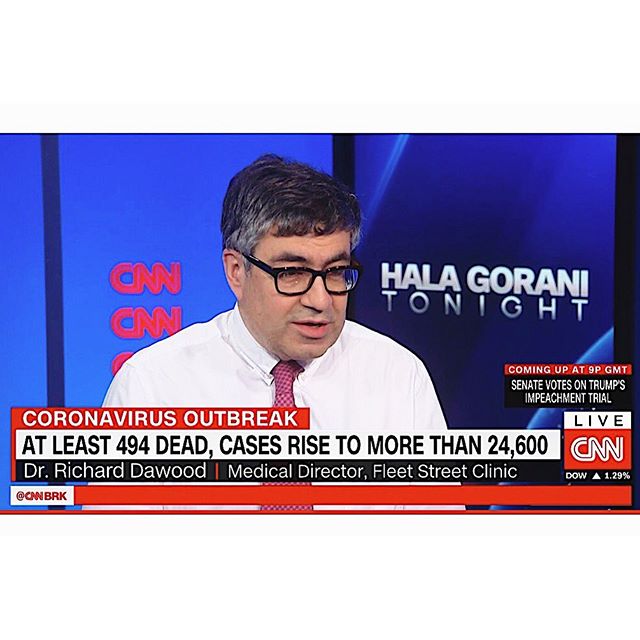 CNN
CNN
HALA GORANI
TONIGHT
COMING UP AT 9P GMT
SENATE VOTES ON TRUMP'S
IMPEACHMENT TRIAL
CORONAVIRUS OUTBREAK
AT LEAST 494 DEAD, CASES RISE TO MORE THAN 24,600
Dr. Richard Dawood | Medical Director, Fleet Street Clinic
LIVE
CNN
DOW ▲ 1.29%
@CNNBRK